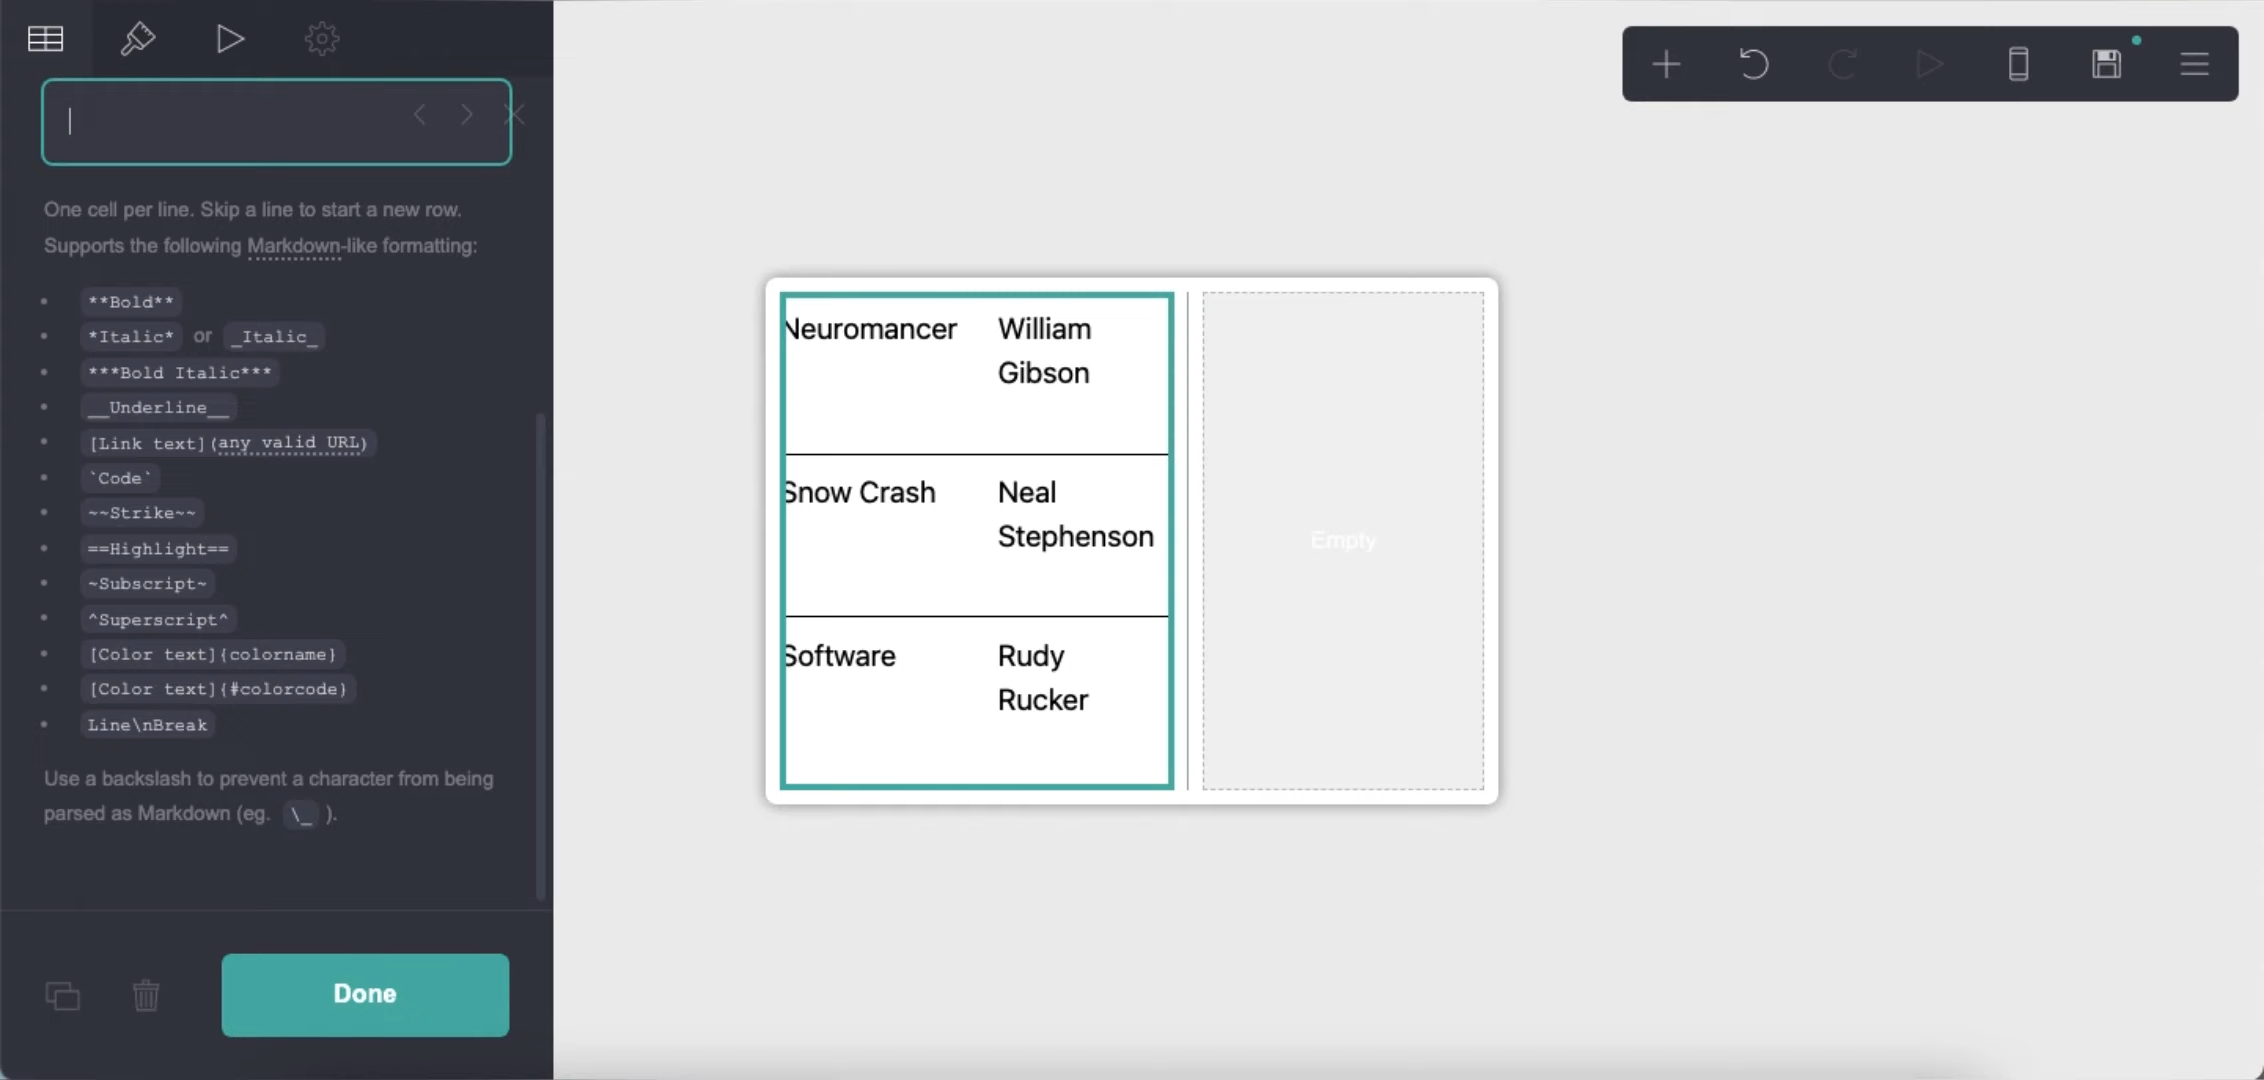 One cell per line. Skip a line to start a new row.
Supports the following Markdown-like formatting:
**Bold**
*Italic* or _Italic_
***Bold Italic***
__Underline__
[Link text](any valid URL)
`Code`
~~Strike~~
==Highlight==
~Subscript~
^Superscript^
[Color text]{colorname}
[Color text]{#colorcode}
Line\nBreak
Use a backslash to prevent a character from being
parsed as Markdown (eg. \_ ).
Done
Neuromancer
William
Gibson
Snow Crash
Neal
Stephenson
Software
Rudy
Rucker
Empty